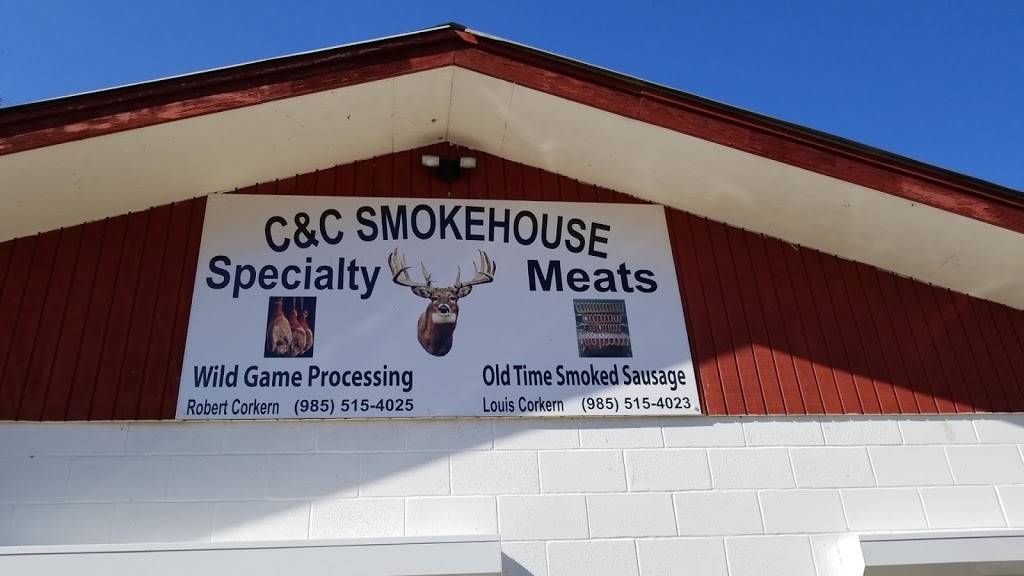 C&C SMOKEHOUSE
Specialty Meats
Wild Game Processing
Robert Corkern (985) 515-4025
Old Time Smoked Sausage
Louis Corkern (985) 515-4023